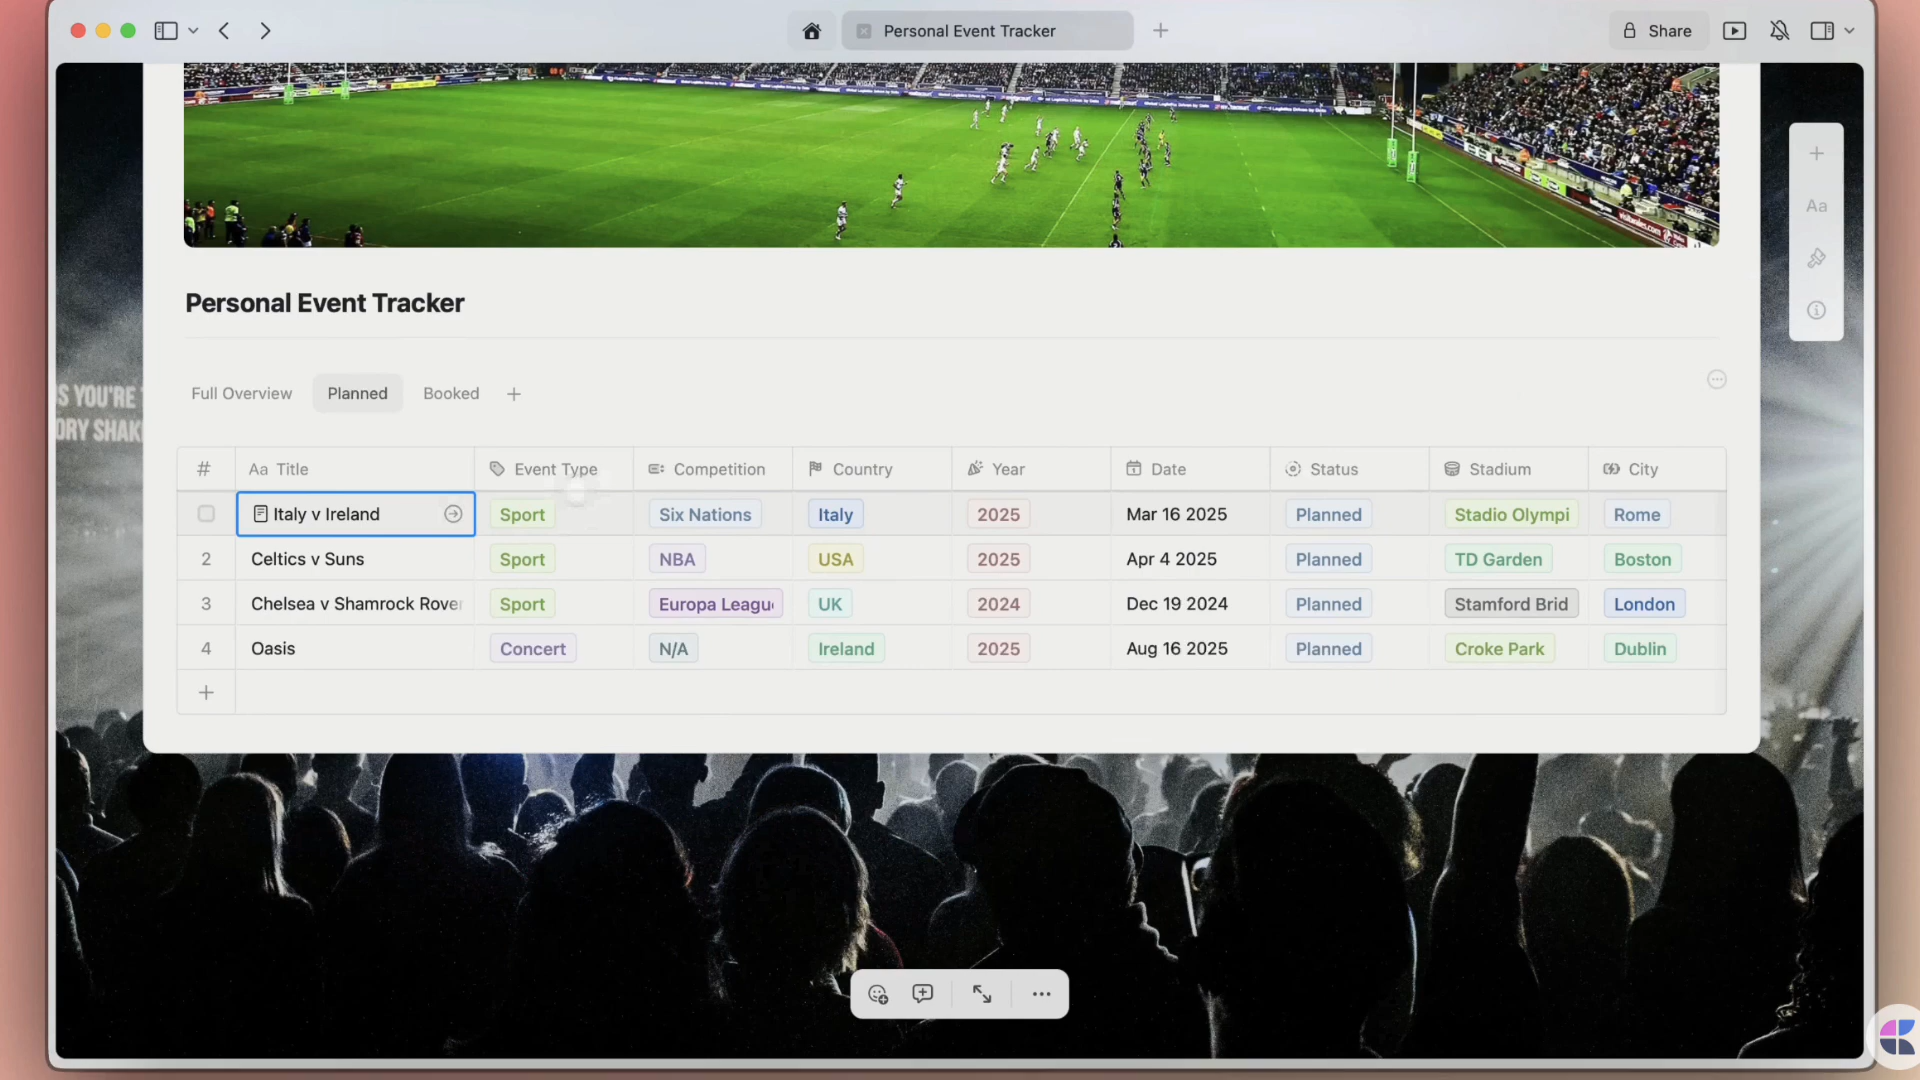 Personal Event Tracker
Share
S YOU'RE
ORY SHAK
Aa
Personal Event Tracker
Full Overview Planned Booked
# Aa Title Event Type Competition Country Year Date Status Stadium City
Italy v Ireland Sport Six Nations Italy 2025 Mar 16 2025 Planned Stadio Olympi Rome
2 Celtics v Suns Sport NBA USA 2025 Apr 4 2025 Planned TD Garden Boston
3 Chelsea v Shamrock Rover Sport Europa Leagu UK 2024 Dec 19 2024 Planned Stamford Brid London
4 Oasis Concert N/A Ireland 2025 Aug 16 2025 Planned Croke Park Dublin